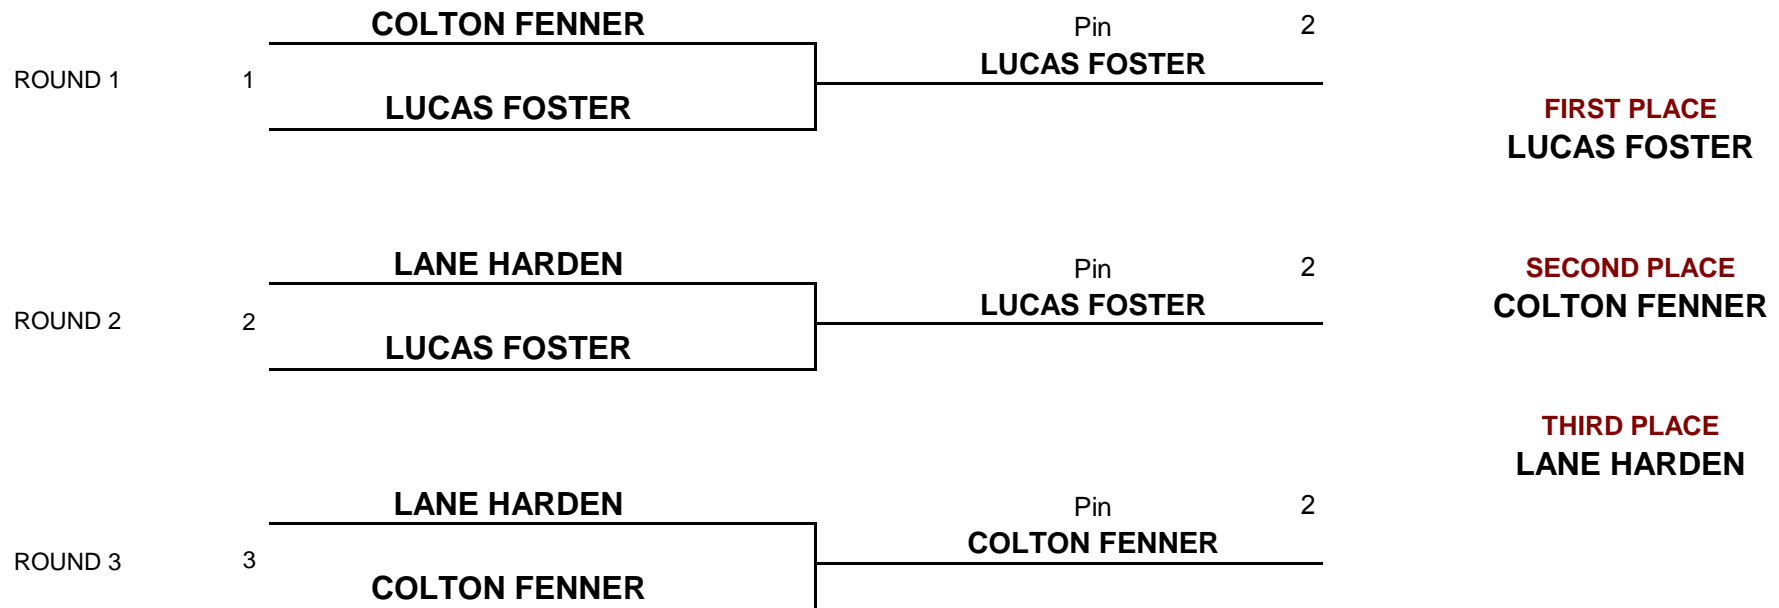 COLTON FENNER
Pin 2
LUCAS FOSTER
ROUND 1 1
LUCAS FOSTER
FIRST PLACE
LUCAS FOSTER
LANE HARDEN
Pin 2
SECOND PLACE
LUCAS FOSTER
COLTON FENNER
ROUND 2 2
LUCAS FOSTER
THIRD PLACE
LANE HARDEN
LANE HARDEN
Pin 2
COLTON FENNER
ROUND 3 3
COLTON FENNER